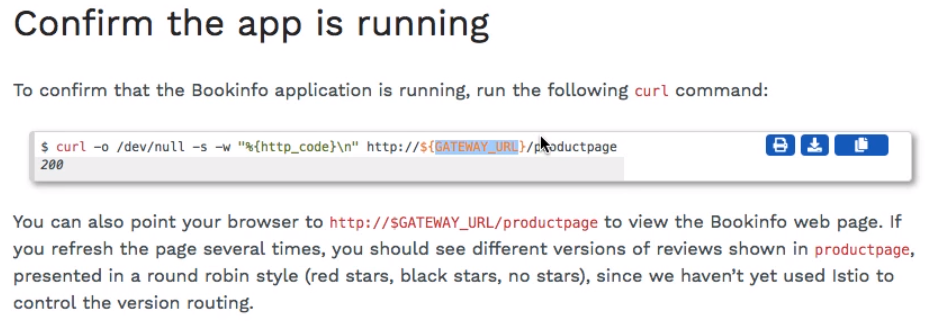 Confirm the app is running
To confirm that the Bookinfo application is running, run the following curl command:
$ curl -o /dev/null -s -w "%{http_code}\n" http://${GATEWAY_URL}/productpage
200
You can also point your browser to http://$GATEWAY_URL/productpage to view the Bookinfo web page. If
you refresh the page several times, you should see different versions of reviews shown in productpage,
presented in a round robin style (red stars, black stars, no stars), since we haven't yet used Istio to
control the version routing.